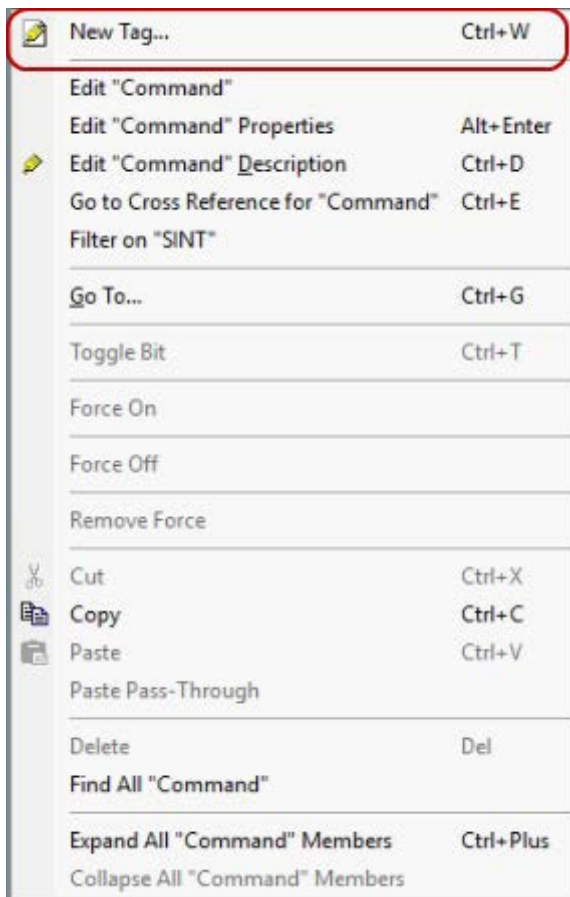 New Tag... Ctrl+W
Edit "Command"
Edit "Command" Properties Alt+Enter
Edit "Command" Description Ctrl+D
Go to Cross Reference for "Command" Ctrl+E
Filter on "SINT"
Go To... Ctrl+G
Toggle Bit Ctrl+T
Force On
Force Off
Remove Force
Cut Ctrl+X
Copy Ctrl+C
Paste Ctrl+V
Paste Pass-Through
Delete Del
Find All "Command"
Expand All "Command" Members Ctrl+Plus
Collapse All "Command" Members